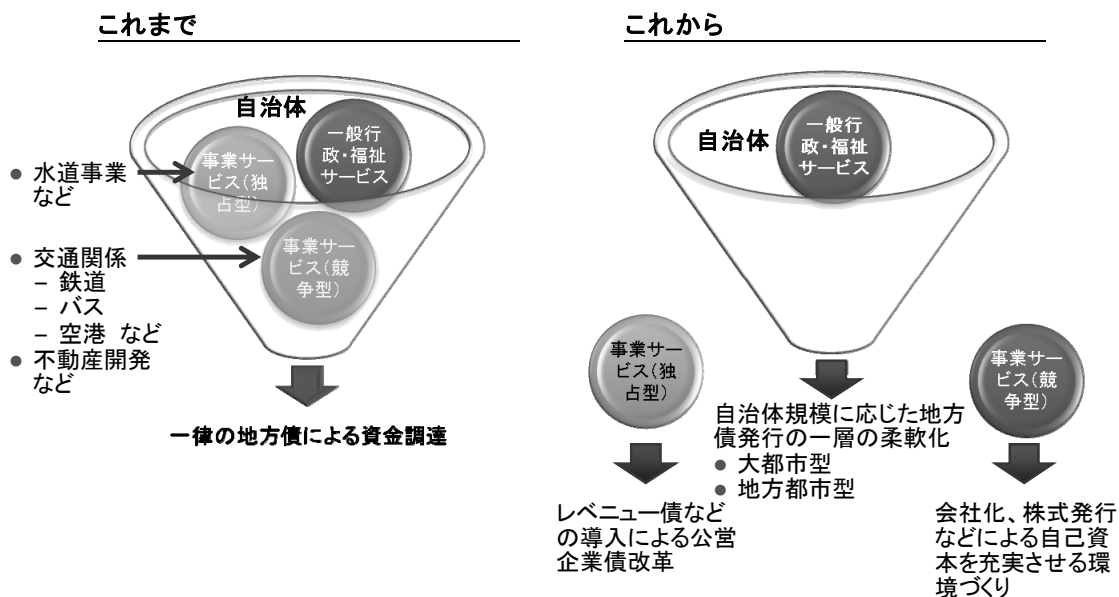 これまで
自治体
一般行
政・福祉
サービス
事業サー
ビス(独
占型)
● 水道事業
など
事業サー
ビス(競
争型)
● 交通関係
– 鉄道
– バス
– 空港 など
● 不動産開発
など
一律の地方債による資金調達
これから
自治体
一般行
政・福祉
サービス
事業サー
ビス(独
占型)
レベニュー債など
の導入による公営
企業債改革
自治体規模に応じた地方
債発行の一層の柔軟化
● 大都市型
● 地方都市型
事業サー
ビス(競
争型)
会社化、株式発行
などによる自己資
本を充実させる環
境づくり